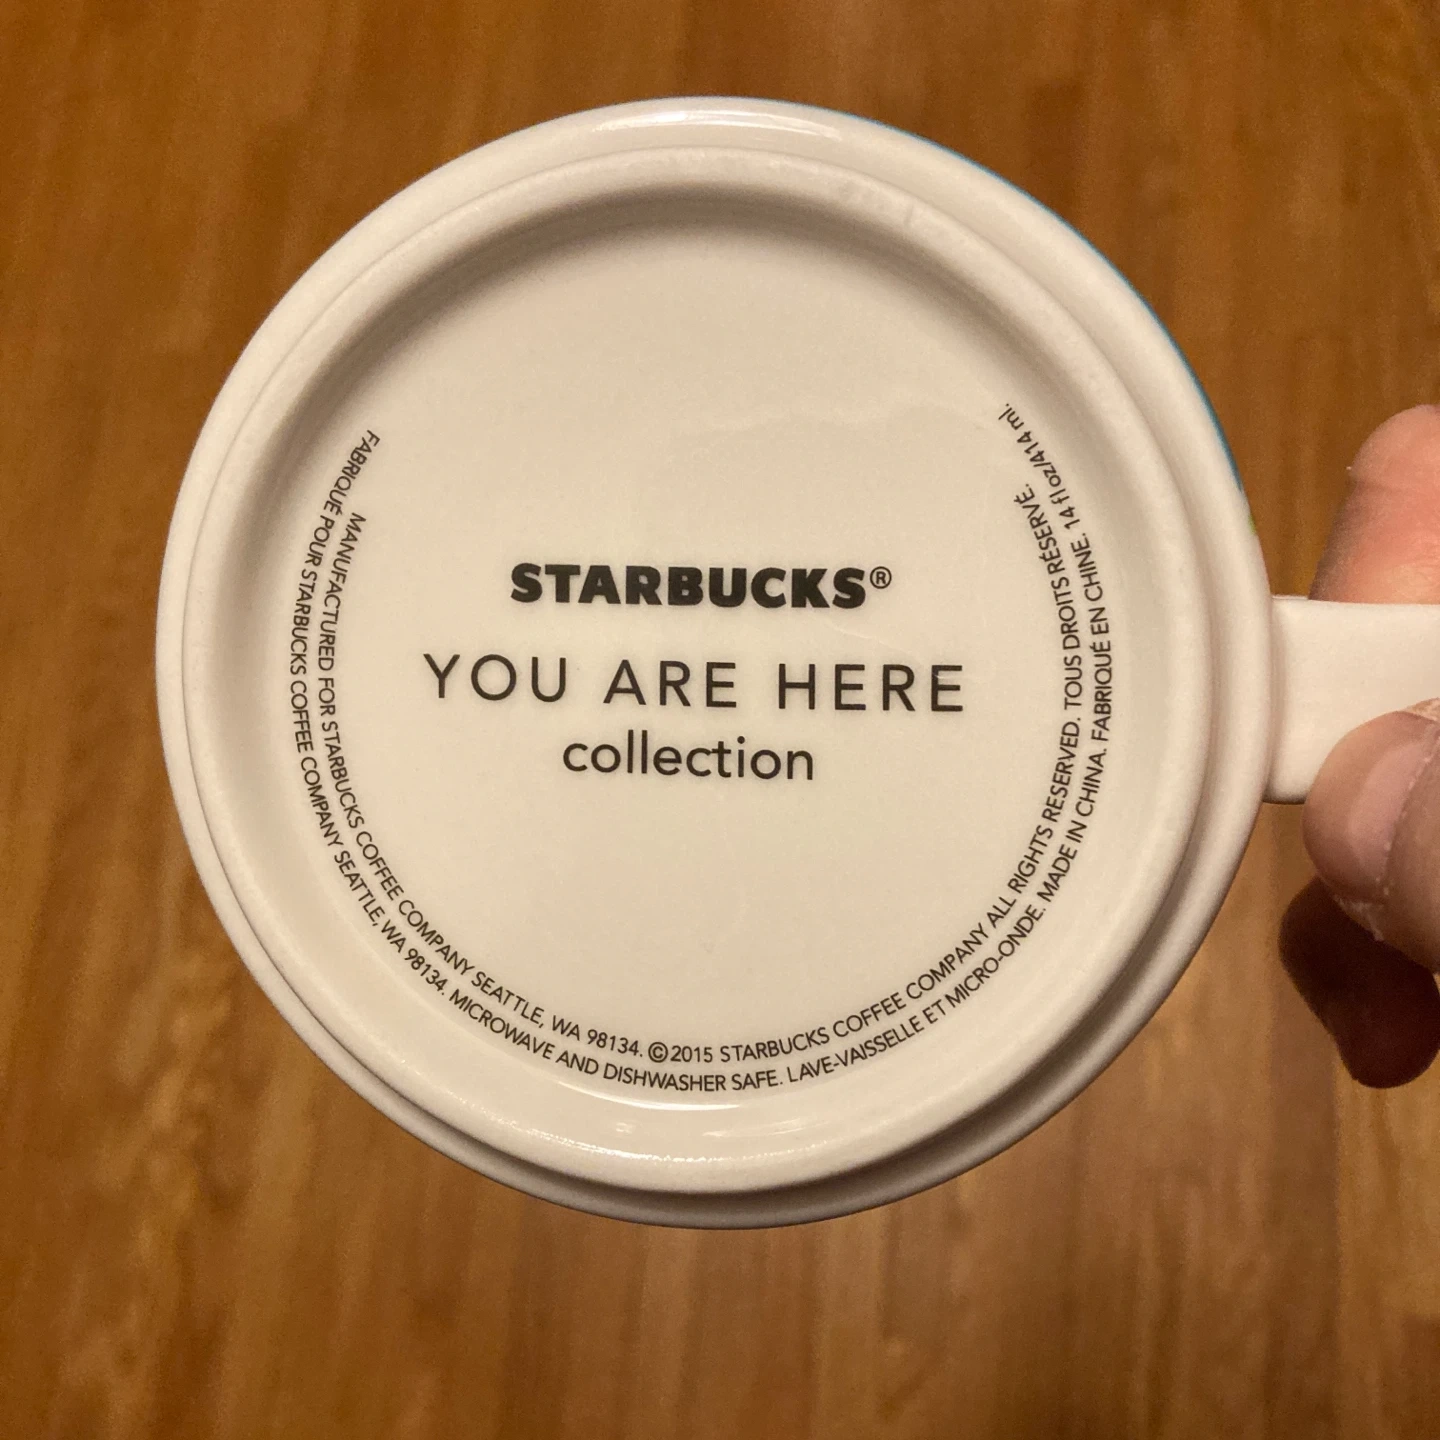 STARBUCKS®
YOU ARE HERE
collection
MANUFACTURED FOR STARBUCKS COFFEE COMPANY SEATTLE, WA 98134. ©2015 STARBUCKS COFFEE COMPANY ALL RIGHTS RESERVED. TOUS DROITS RÉSERVÉ.
FABRIQUÉ POUR STARBUCKS COFFEE COMPANY SEATTLE, WA 98134. MICROWAVE AND DISHWASHER SAFE. LAVE-VAISSELLE ET MICRO-ONDE. MADE IN CHINA. FABRIQUÉ EN CHINE. 14 fl oz/414 ml.